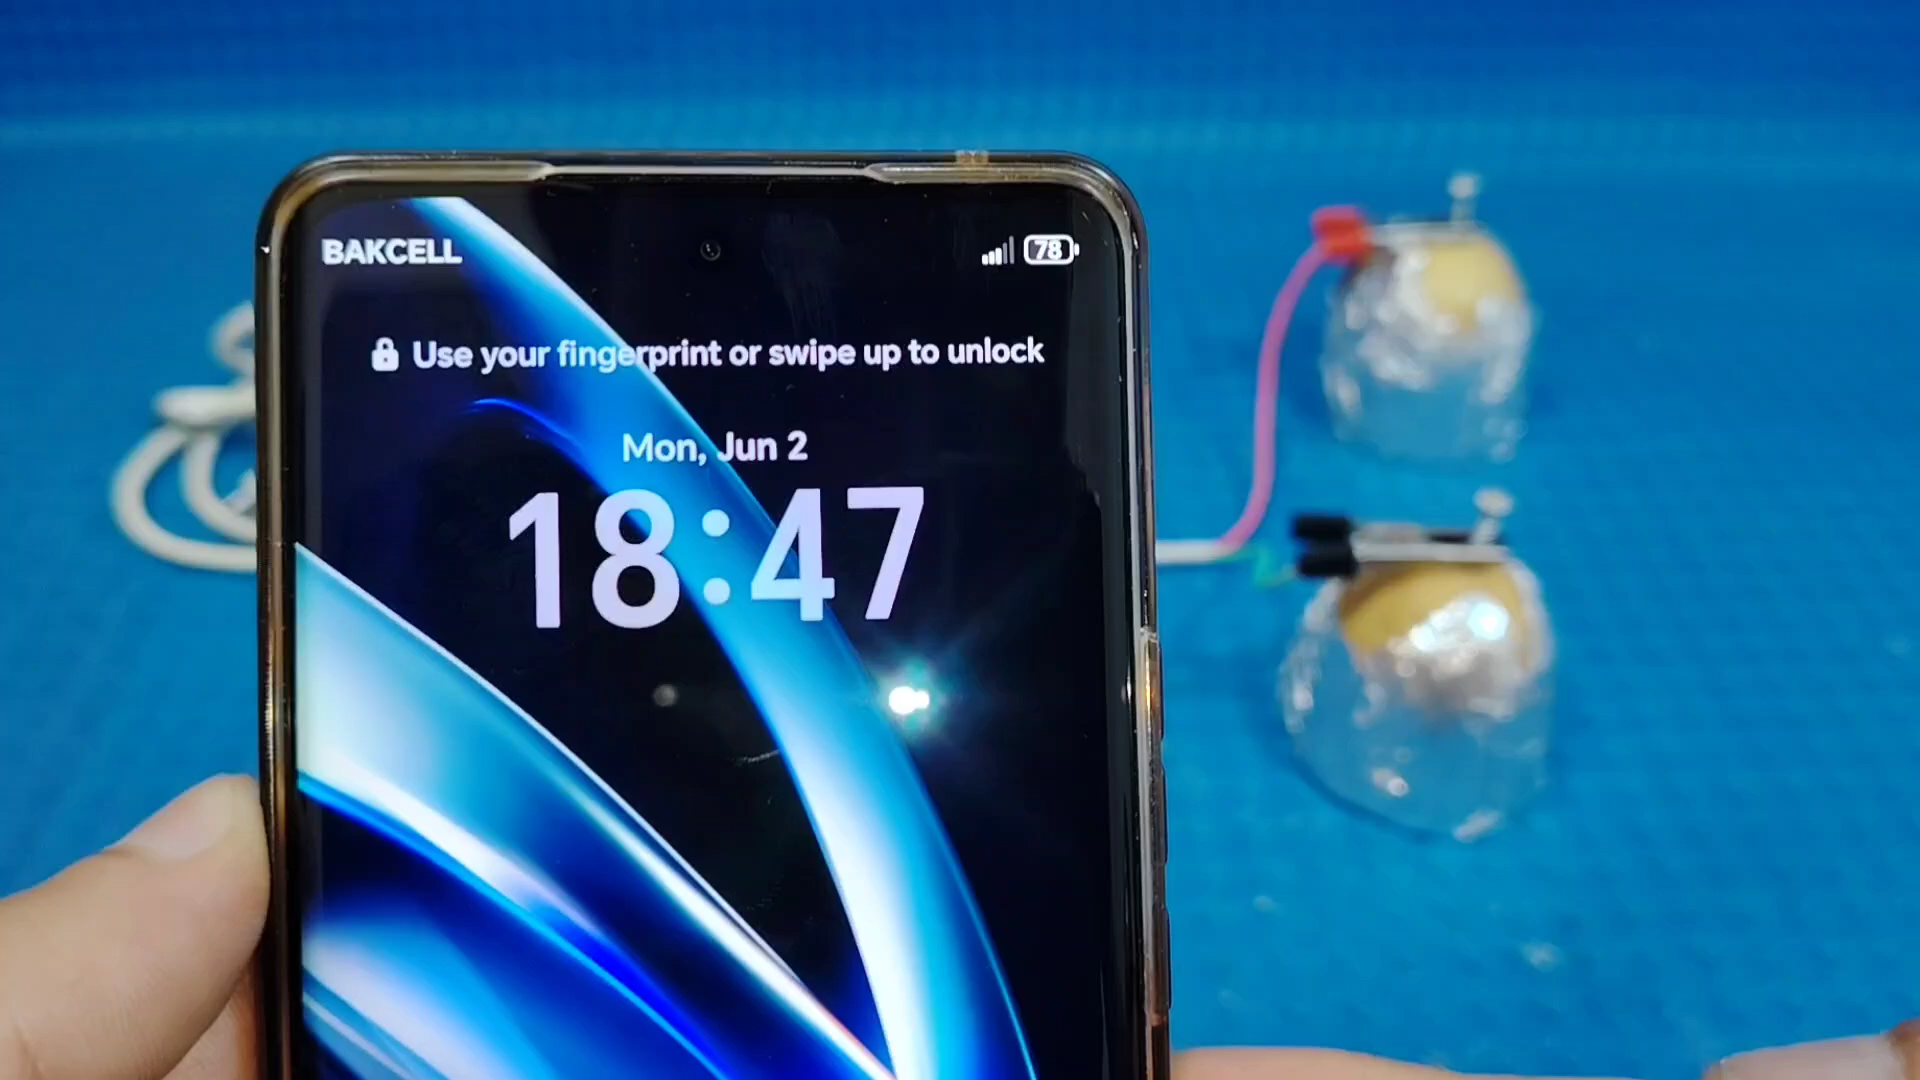 BAKCELL
78
Use your fingerprint or swipe up to unlock
Mon, Jun 2
18:47